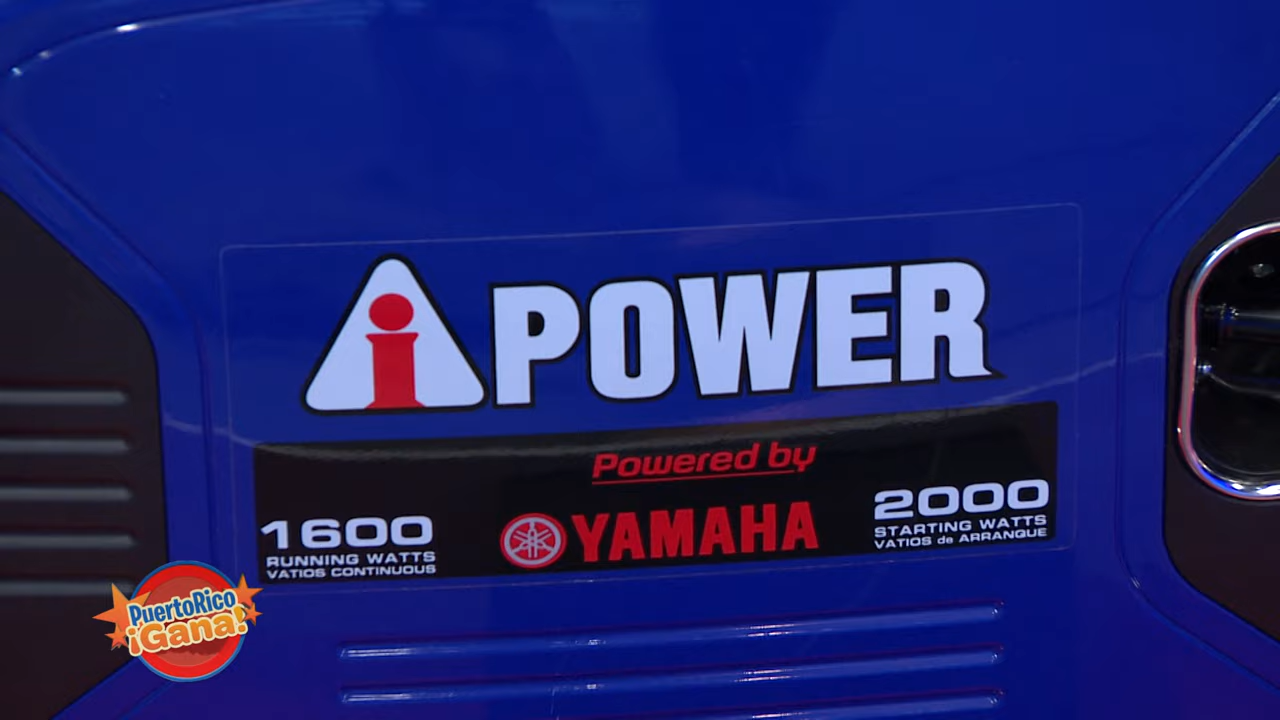 i POWER
Powered by
YAMAHA
1600
RUNNING WATTS
VATIOS CONTINUOUS
2000
STARTING WATTS
VATIOS de ARRANQUE
PuertoRico
¡Gana!